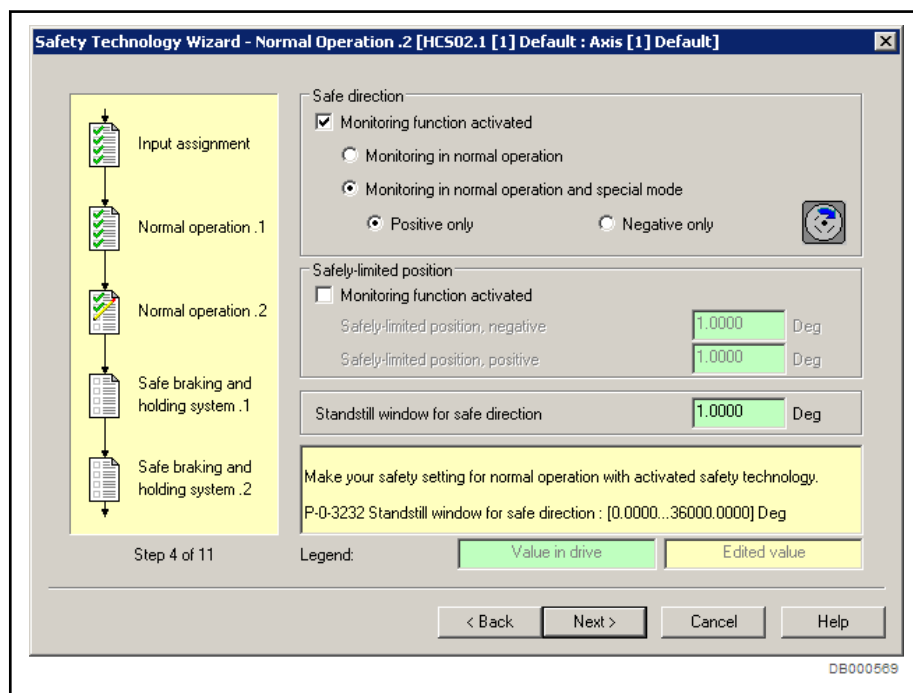 Safety Technology Wizard - Normal Operation .2 [HCS02.1 [1] Default : Axis [1] Default]
Input assignment
Normal operation .1
Normal operation .2
Safe braking and
holding system .1
Safe braking and
holding system .2
Step 4 of 11
Safe direction
Monitoring function activated
Monitoring in normal operation
Monitoring in normal operation and special mode
Positive only
Negative only
Safely-limited position
Monitoring function activated
Safely-limited position, negative 1.0000 Deg
Safely-limited position, positive 1.0000 Deg
Standstill window for safe direction 1.0000 Deg
Make your safety setting for normal operation with activated safety technology.
P-0-3232 Standstill window for safe direction : [0.0000...36000.0000] Deg
Legend: Value in drive Edited value
< Back Next > Cancel Help
DB000569